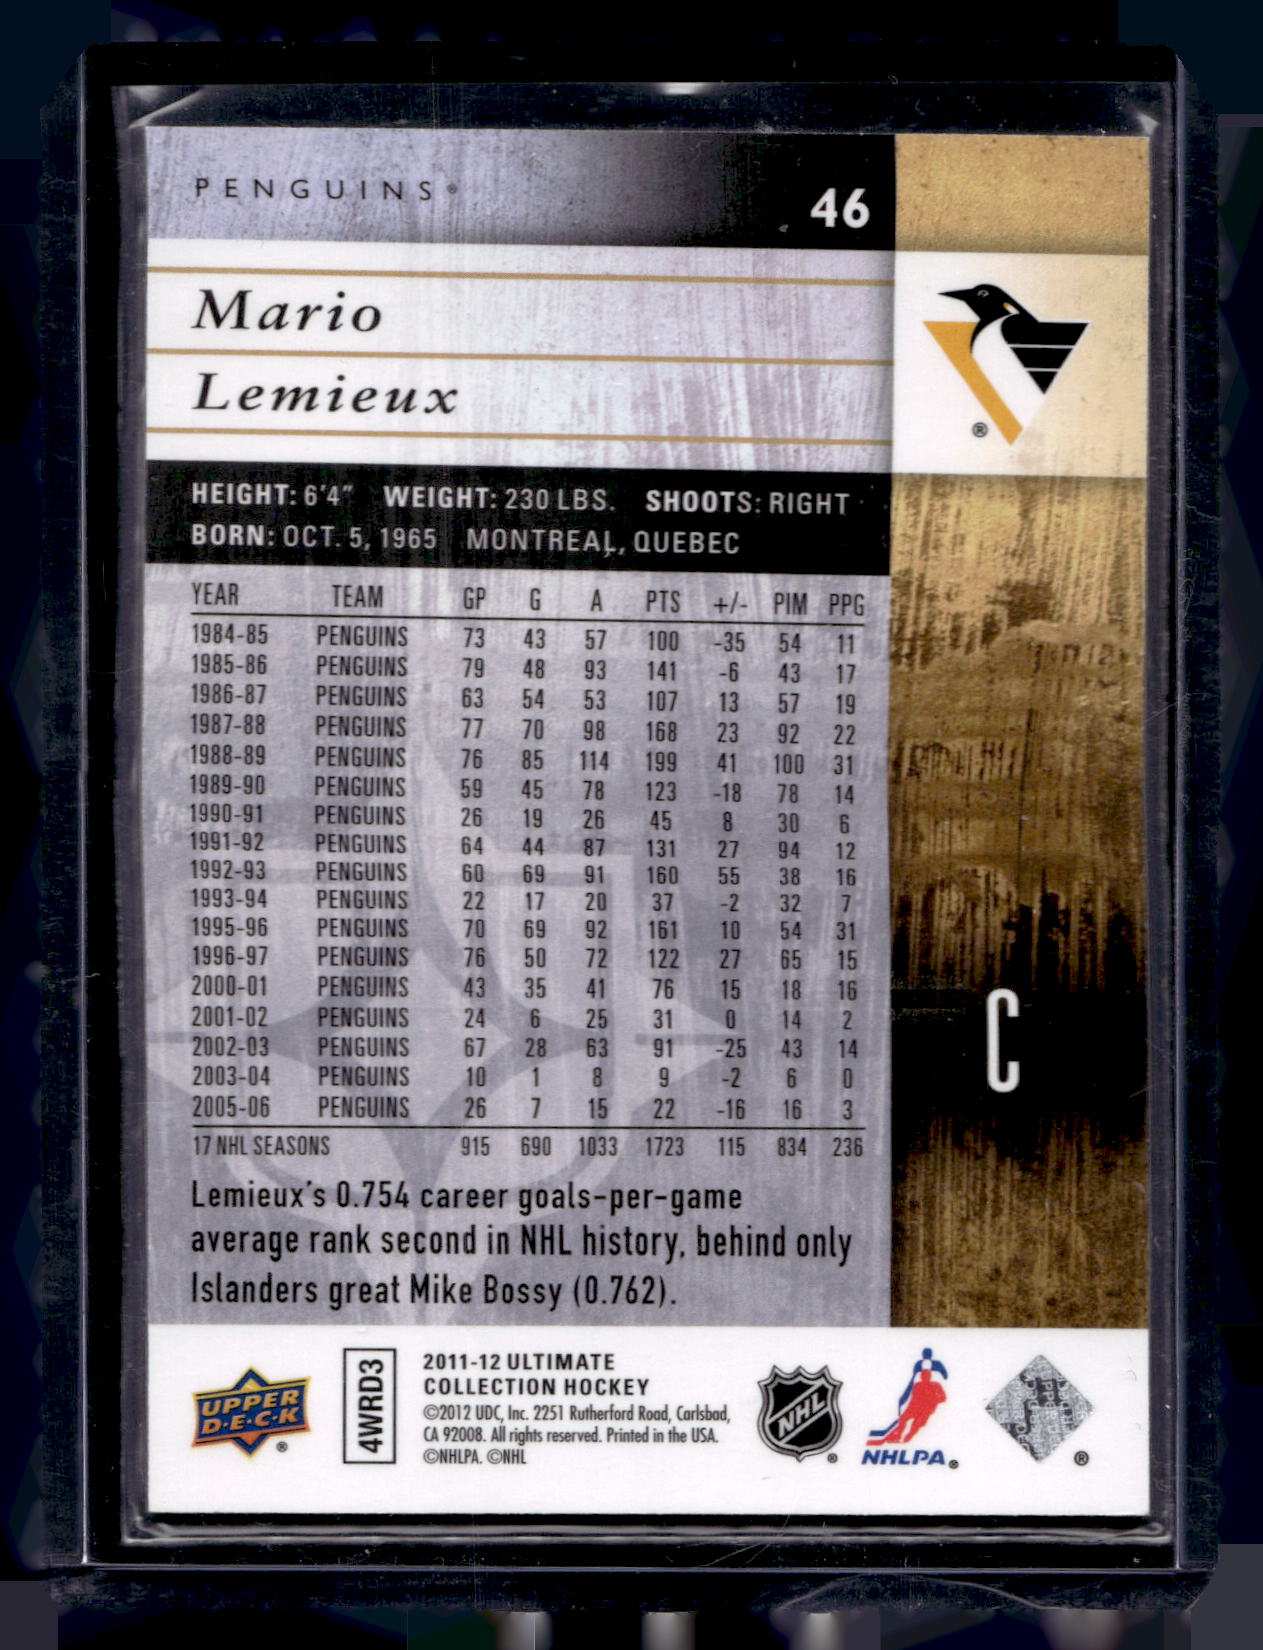 PENGUINS®
46
Mario
Lemieux
®
HEIGHT: 6'4" WEIGHT: 230 LBS. SHOOTS: RIGHT
BORN: OCT. 5, 1965 MONTREAL, QUEBEC
YEAR TEAM GP G A PTS +/- PIM PPG
1984-85 PENGUINS 73 43 57 100 -35 54 11
1985-86 PENGUINS 79 48 93 141 -6 43 17
1986-87 PENGUINS 63 54 53 107 13 57 19
1987-88 PENGUINS 77 70 98 168 23 92 22
1988-89 PENGUINS 76 85 114 199 41 100 31
1989-90 PENGUINS 59 45 78 123 -18 78 14
1990-91 PENGUINS 26 19 26 45 8 30 6
1991-92 PENGUINS 64 44 87 131 27 94 12
1992-93 PENGUINS 60 69 91 160 55 38 16
1993-94 PENGUINS 22 17 20 37 -2 32 7
1995-96 PENGUINS 70 69 92 161 10 54 31
1996-97 PENGUINS 76 50 72 122 27 65 15
2000-01 PENGUINS 43 35 41 76 15 18 16
2001-02 PENGUINS 24 6 25 31 0 14 2
2002-03 PENGUINS 67 28 63 91 -25 43 14
2003-04 PENGUINS 10 1 8 9 -2 6 0
2005-06 PENGUINS 26 7 15 22 -16 16 3
17 NHL SEASONS 915 690 1033 1723 115 834 236
C
Lemieux's 0.754 career goals-per-game
average rank second in NHL history, behind only
Islanders great Mike Bossy (0.762).
UPPER
D•E•C•K
®
4WRD3
2011-12 ULTIMATE
COLLECTION HOCKEY
©2012 UDC, Inc. 2251 Rutherford Road, Carlsbad,
CA 92008. All rights reserved. Printed in the USA.
©NHLPA. ©NHL
NHL®
NHLPA®
®